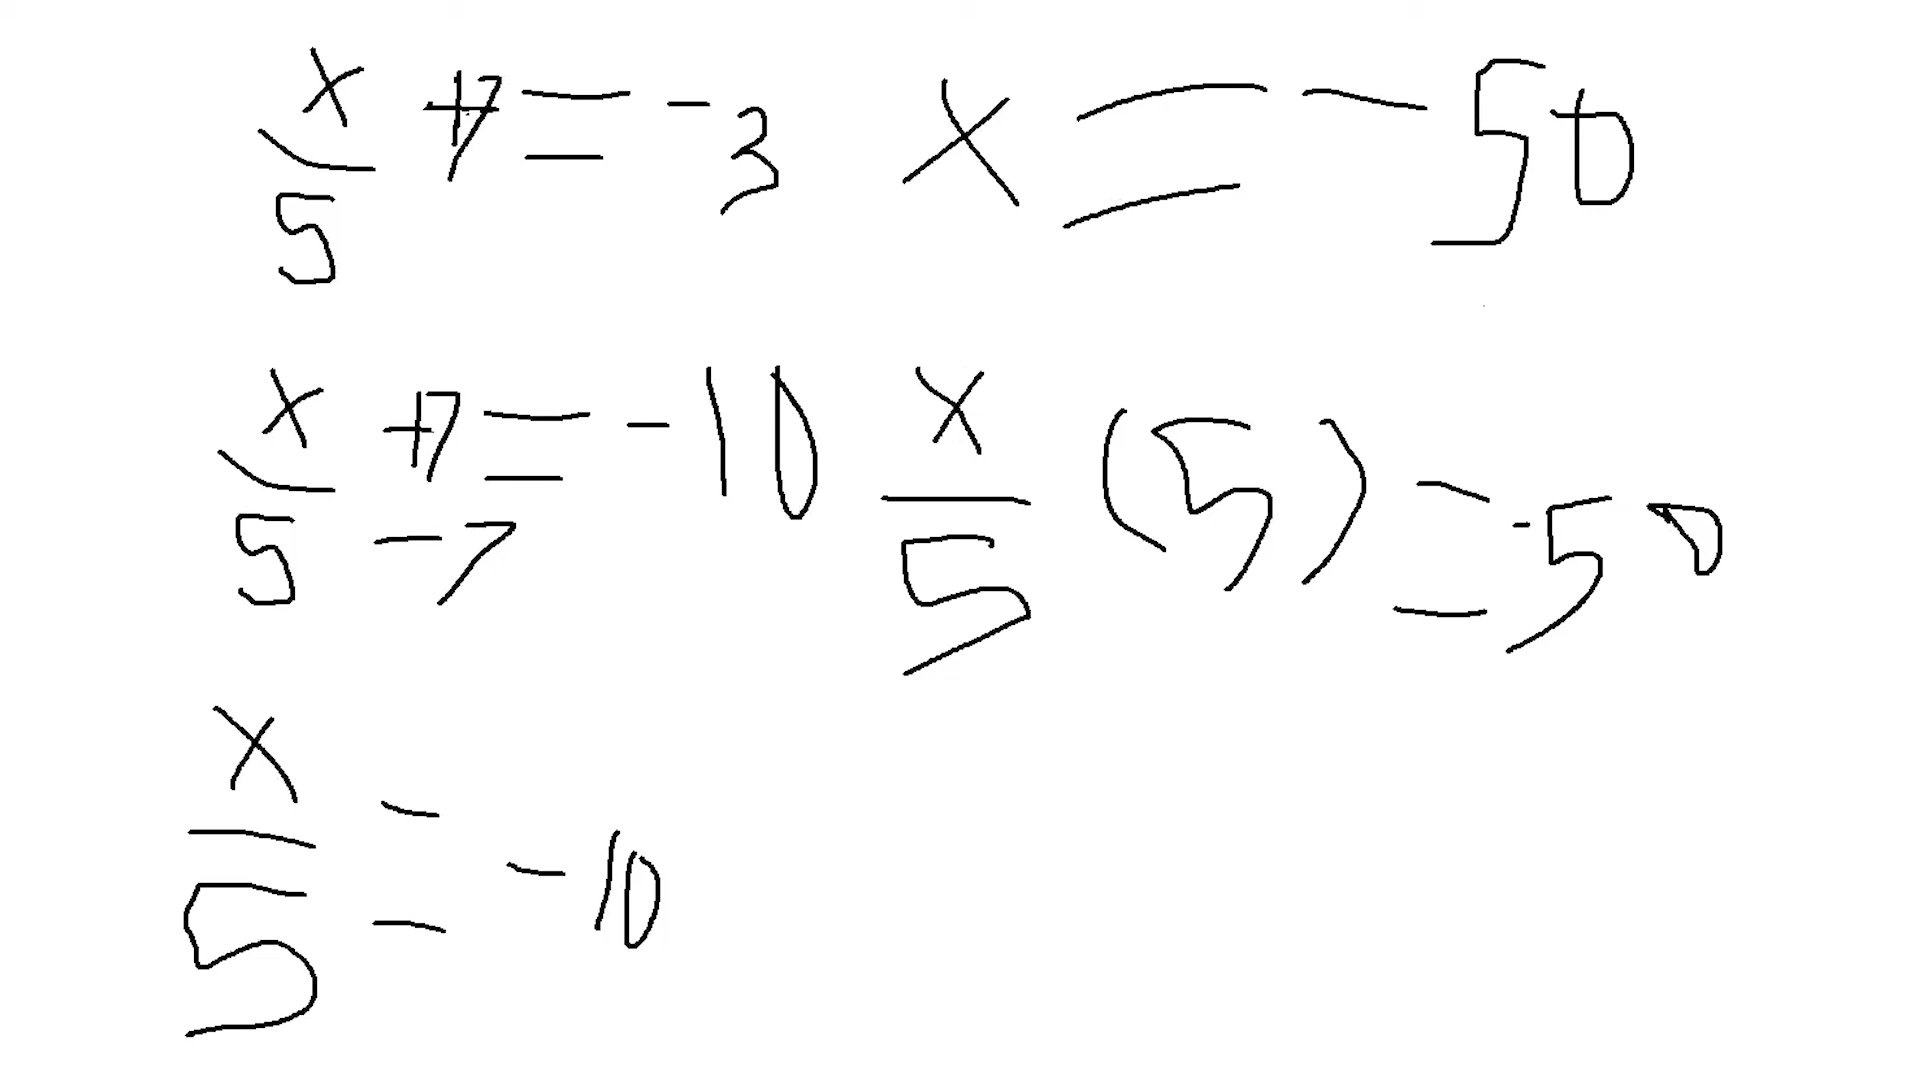 x/5 +7 = -3
x/5 +7 -7 = -10
x/5 = -10
x/5 (5) = -50
x = -50